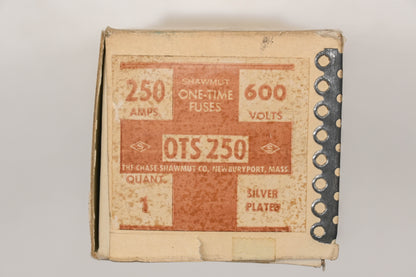 SHAWMUT
ONE-TIME
FUSES
250
AMPS.
600
VOLTS
OTS 250
THE CHASE-SHAWMUT CO. NEWBURYPORT, MASS.
QUANT.
1
SILVER
PLATED